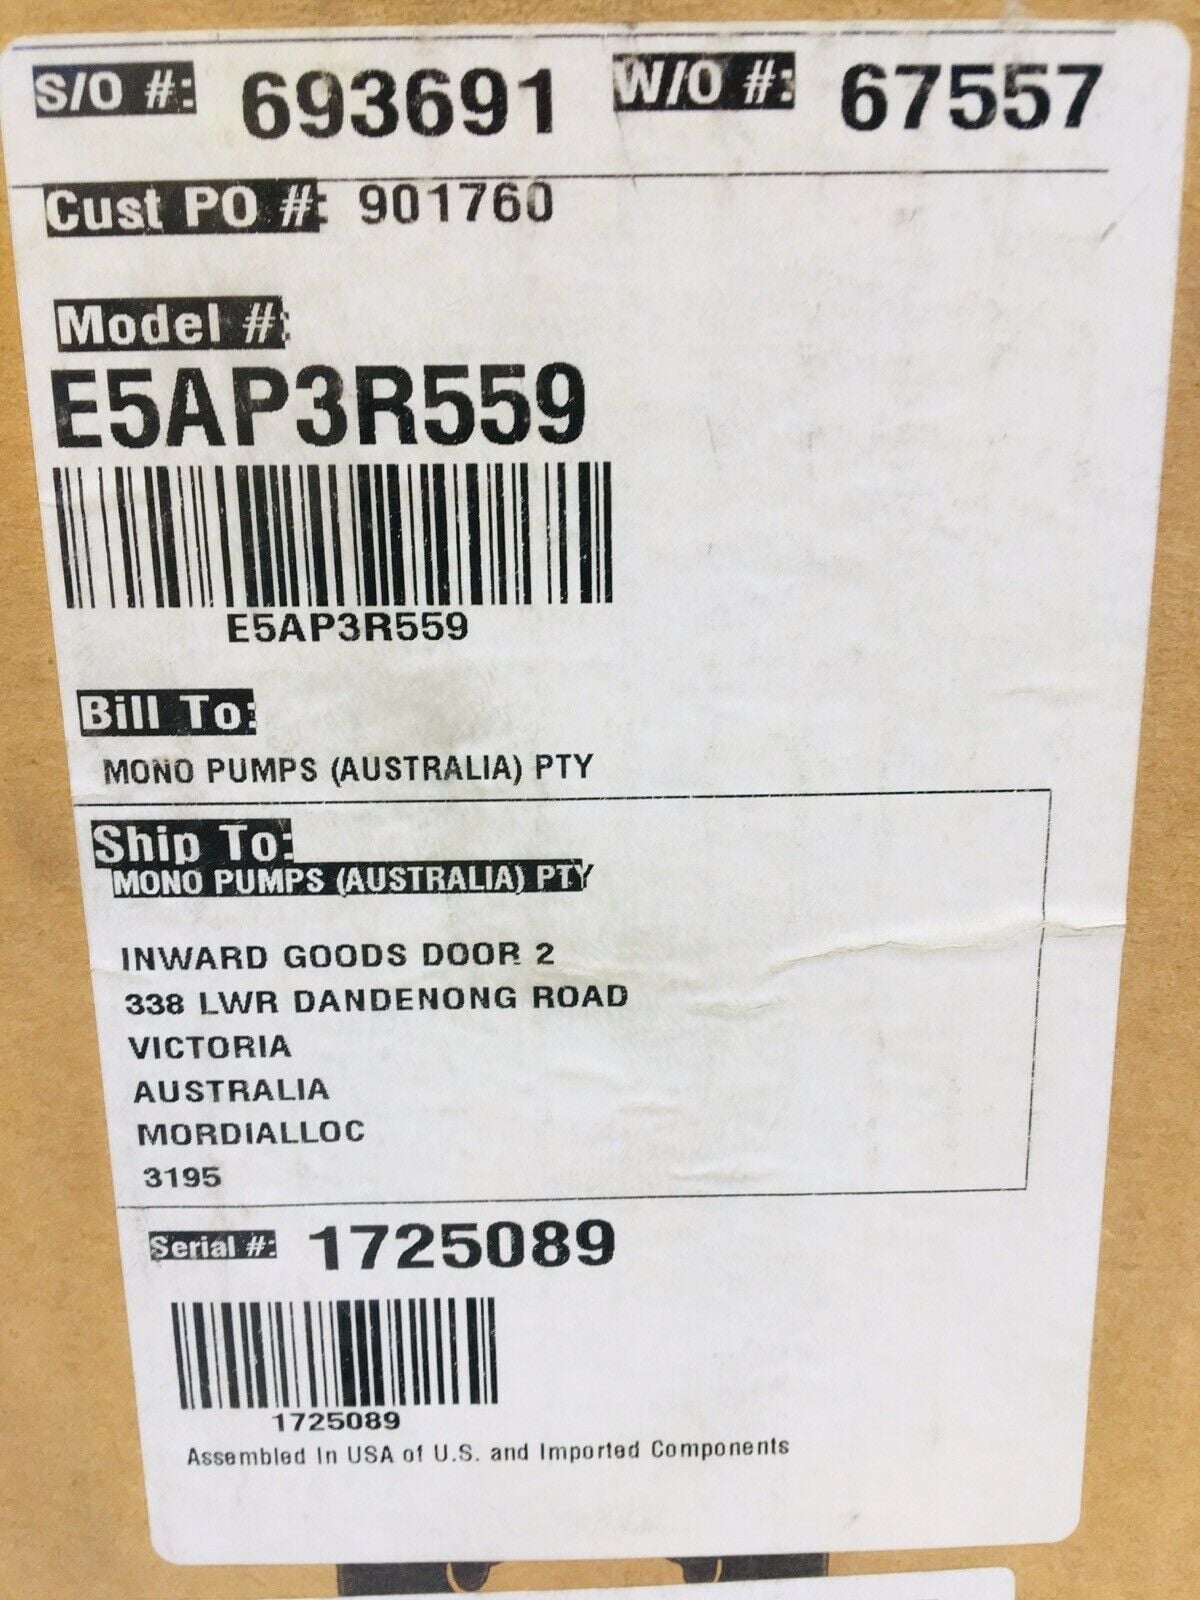 S/O #: 693691 W/O #: 67557
Cust PO #: 901760
Model #:
E5AP3R559
E5AP3R559
Bill To:
MONO PUMPS (AUSTRALIA) PTY
Ship To:
MONO PUMPS (AUSTRALIA) PTY
INWARD GOODS DOOR 2
338 LWR DANDENONG ROAD
VICTORIA
AUSTRALIA
MORDIALLOC
3195
Serial #: 1725089
1725089
Assembled In USA of U.S. and Imported Components